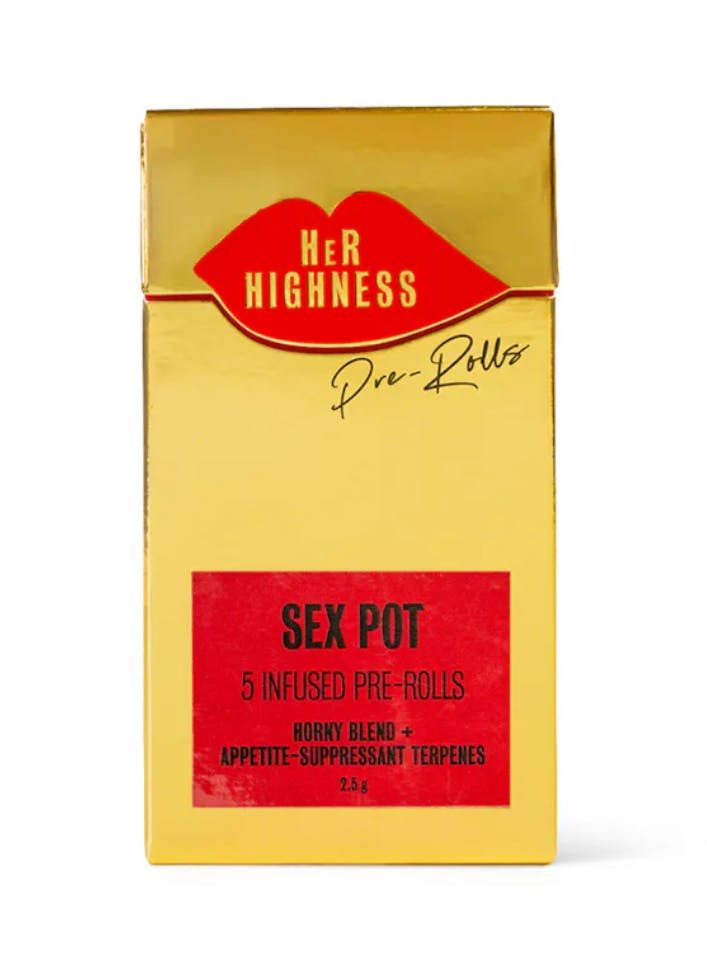 HeR
HIGHNESS
Pre-Rolls
SEX POT
5 INFUSED PRE-ROLLS
HORNY BLEND +
APPETITE-SUPPRESSANT TERPENES
2.5 g